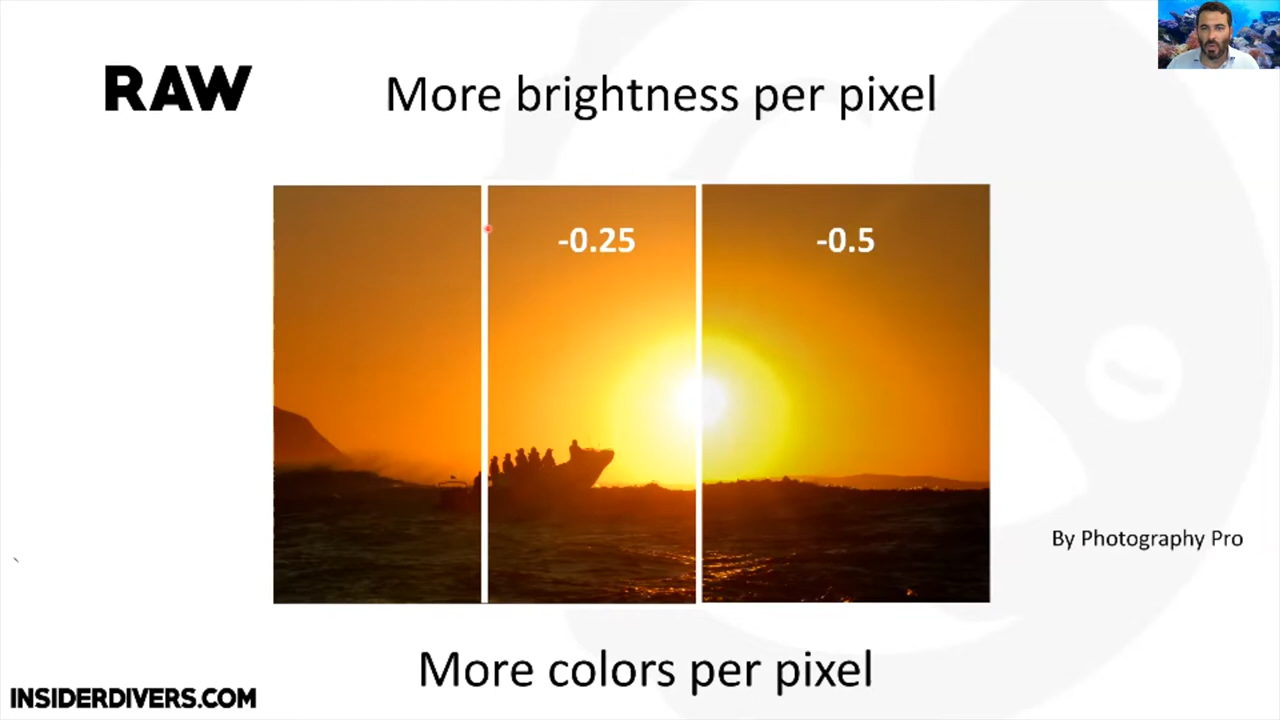 RAW
More brightness per pixel
-0.25
-0.5
By Photography Pro
More colors per pixel
INSIDERDIVERS.COM